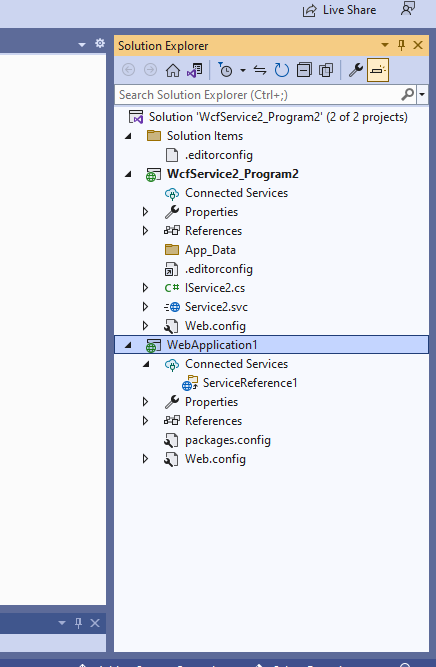 Live Share
Solution Explorer
Search Solution Explorer (Ctrl+;)
Solution 'WcfService2_Program2' (2 of 2 projects)
Solution Items
.editorconfig
WcfService2_Program2
Connected Services
Properties
References
App_Data
.editorconfig
C# IService2.cs
Service2.svc
Web.config
WebApplication1
Connected Services
ServiceReference1
Properties
References
packages.config
Web.config